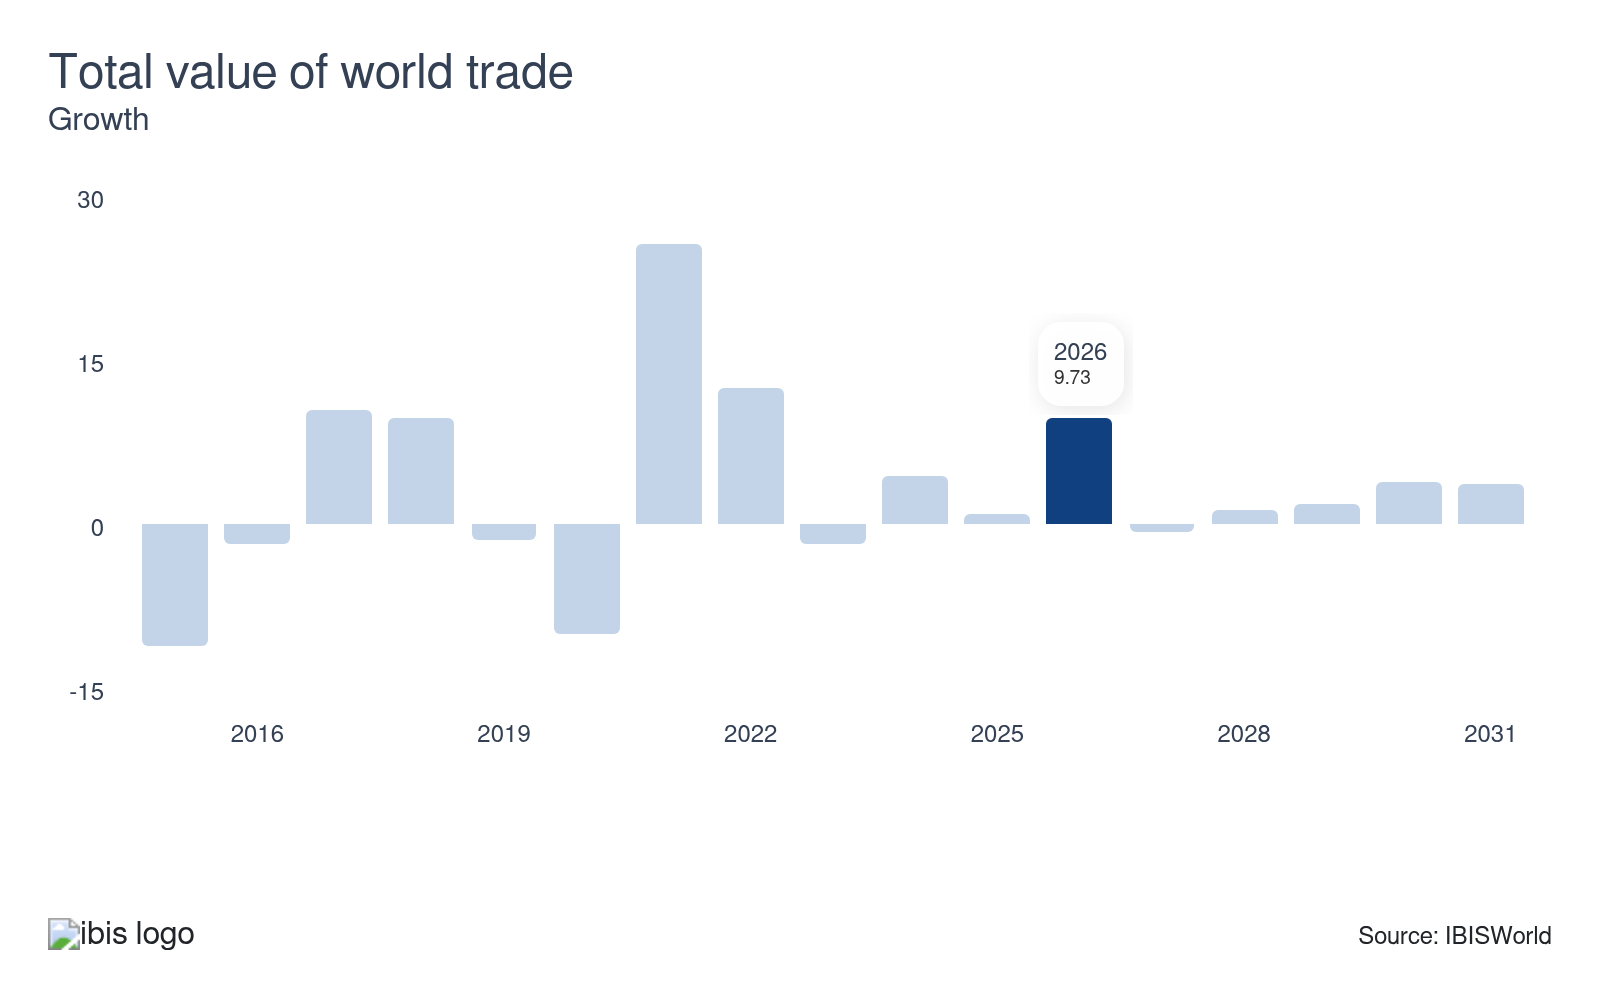 Total value of world trade
Growth
30
15
0
-15
2026
9.73
2016 2019 2022 2025 2028 2031
ibis logo
Source: IBISWorld